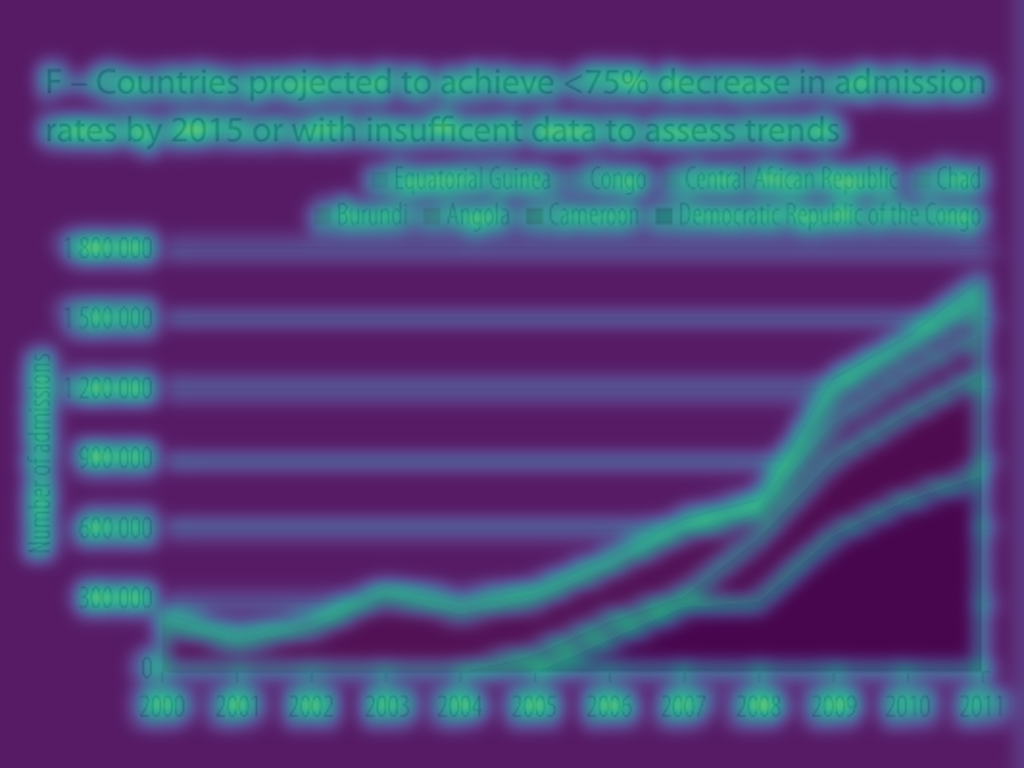 F – Countries projected to achieve <75% decrease in admission
rates by 2015 or with insufficent data to assess trends
Equatorial Guinea Congo Central African Republic Chad
Burundi Angola Cameroon Democratic Republic of the Congo
1 800 000
1 500 000
1 200 000
900 000
600 000
300 000
0
Number of admissions
2000 2001 2002 2003 2004 2005 2006 2007 2008 2009 2010 2011